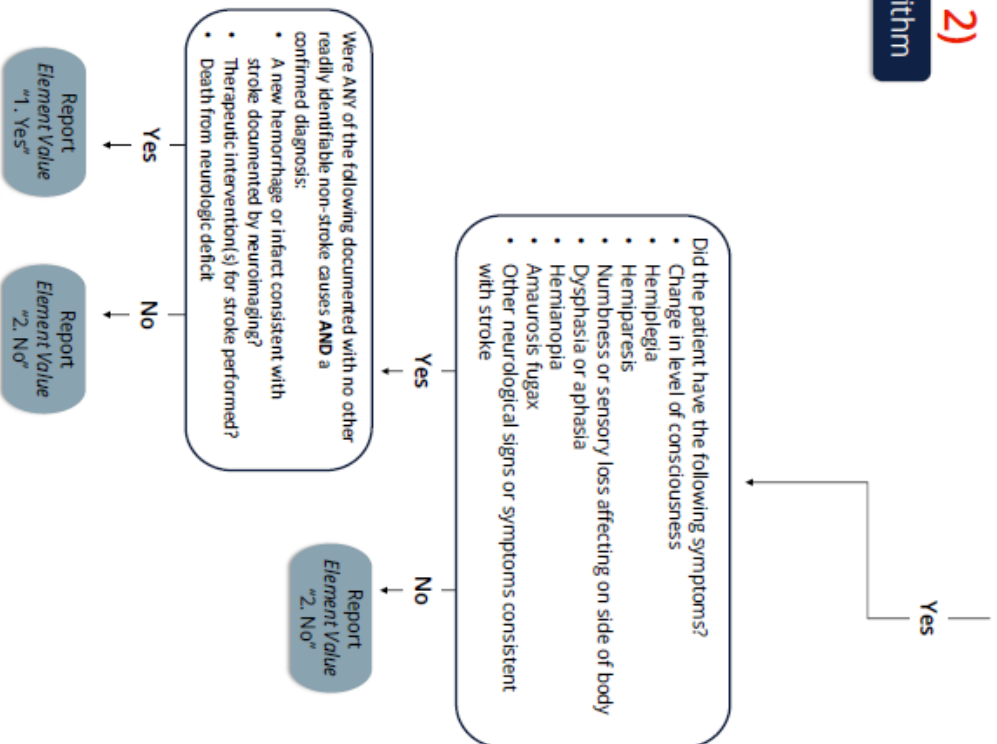 2)
ithm
Yes
Did the patient have the following symptoms?
• Change in level of consciousness
• Hemiplegia
• Hemiparesis
• Numbness or sensory loss affecting on side of body
• Dysphasia or aphasia
• Hemianopia
• Amaurosis fugax
• Other neurological signs or symptoms consistent
with stroke
Yes
No
Were ANY of the following documented with no other
readily identifiable non-stroke causes AND a
confirmed diagnosis:
• A new hemorrhage or infarct consistent with
stroke documented by neuroimaging?
• Therapeutic intervention(s) for stroke performed?
• Death from neurologic deficit
Report
Element Value
"2. No"
Yes
No
Report
Element Value
"1. Yes"
Report
Element Value
"2. No"